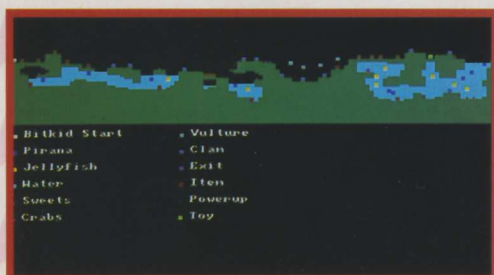 Bitkid Start
Pirana
Jellyfish
Water
Sweets
Crabs
Vulture
Clam
Exit
Item
Powerup
Toy